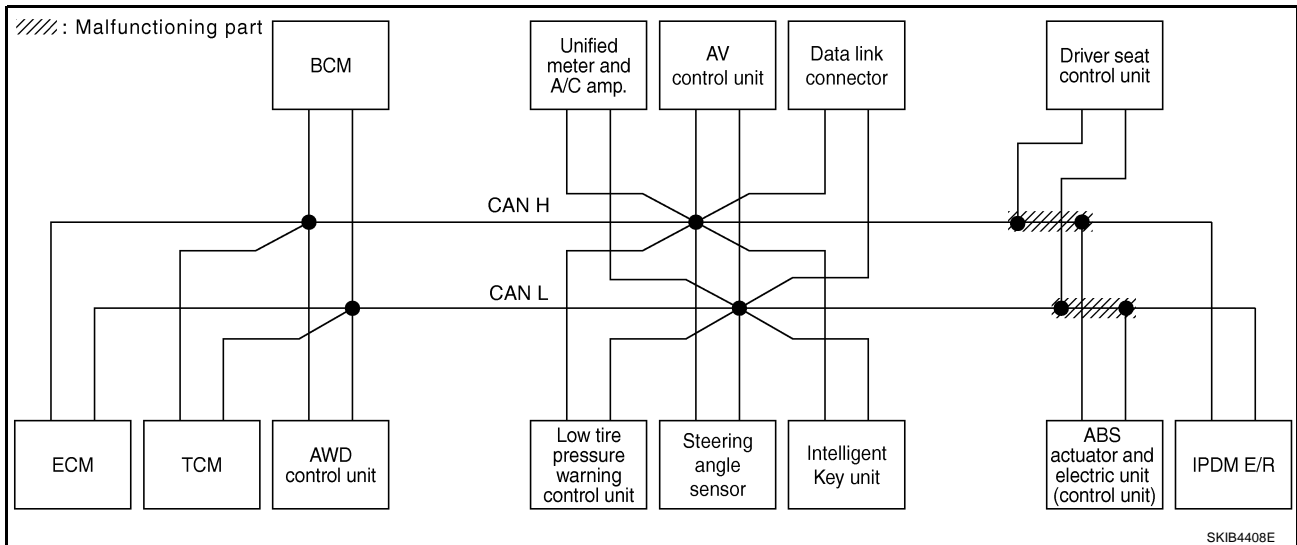 : Malfunctioning part
BCM
Unified
meter and
A/C amp.
AV
control unit
Data link
connector
Driver seat
control unit
CAN H
CAN L
ECM
TCM
AWD
control unit
Low tire
pressure
warning
control unit
Steering
angle
sensor
Intelligent
Key unit
ABS
actuator and
electric unit
(control unit)
IPDM E/R
SKIB4408E